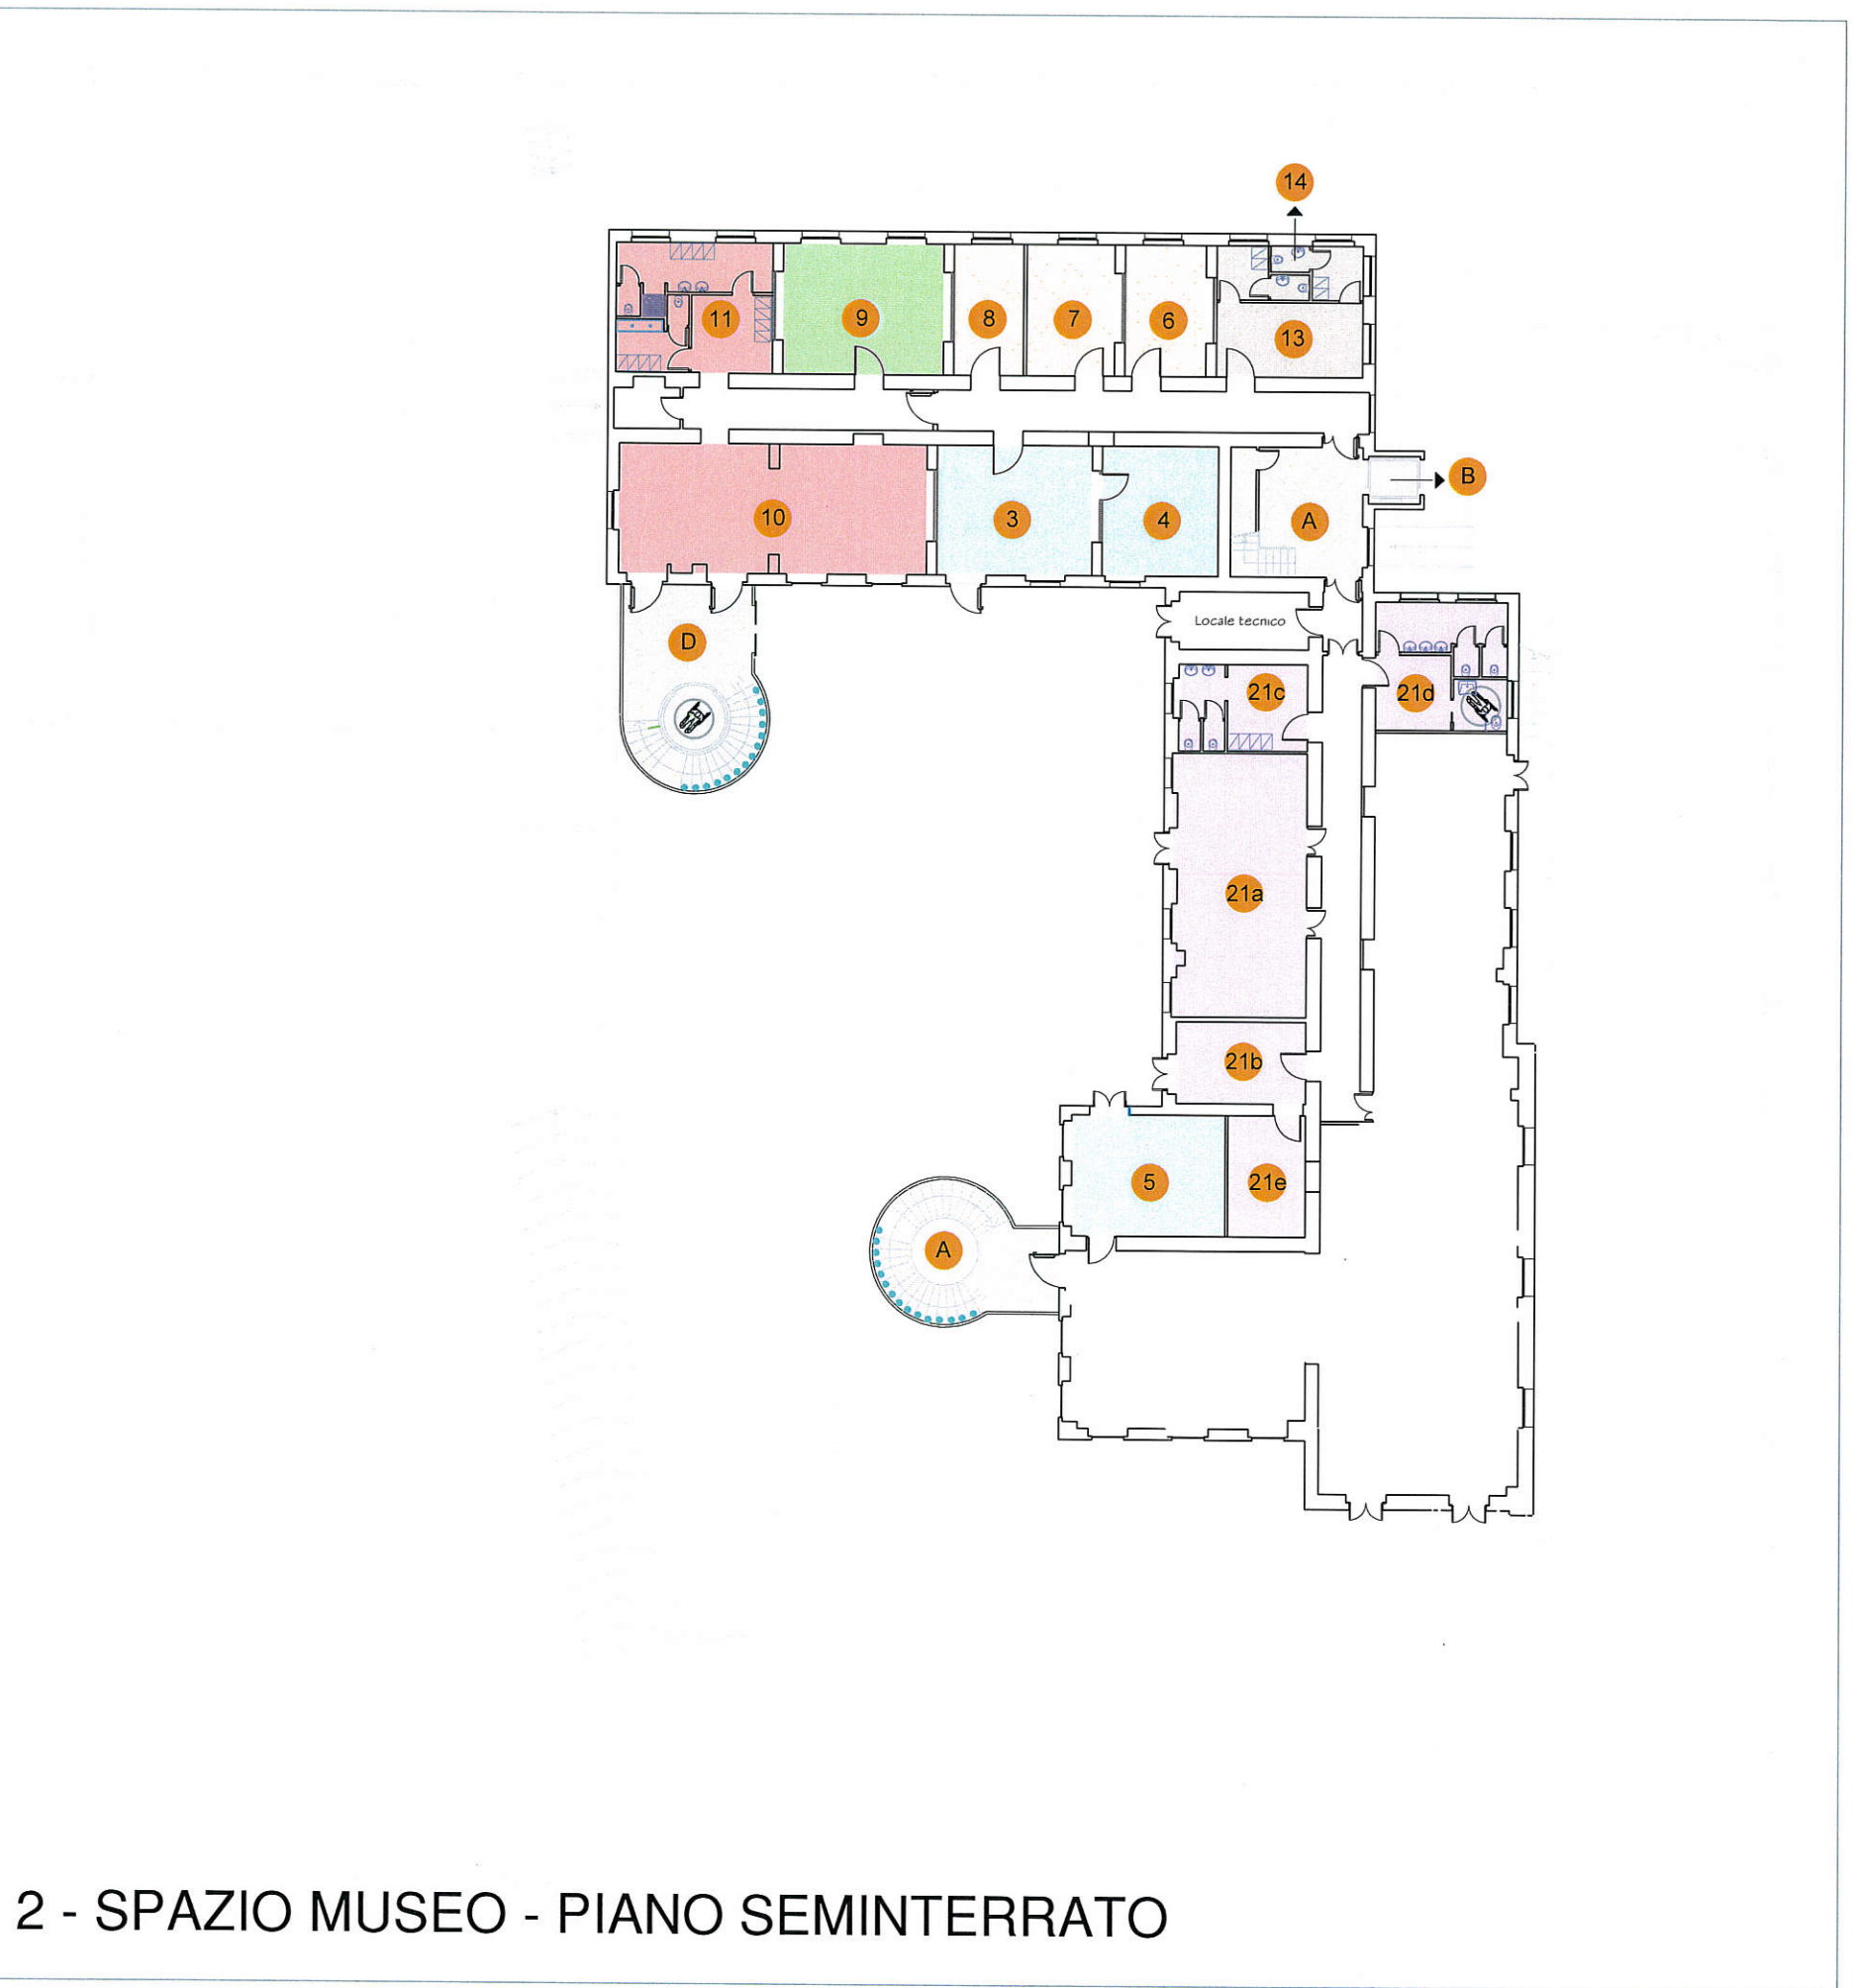 14
11
9
8
7
6
13
10
3
4
A
B
D
Locale tecnico
21c
21d
21a
21b
5
21e
A
2 - SPAZIO MUSEO - PIANO SEMINTERRATO